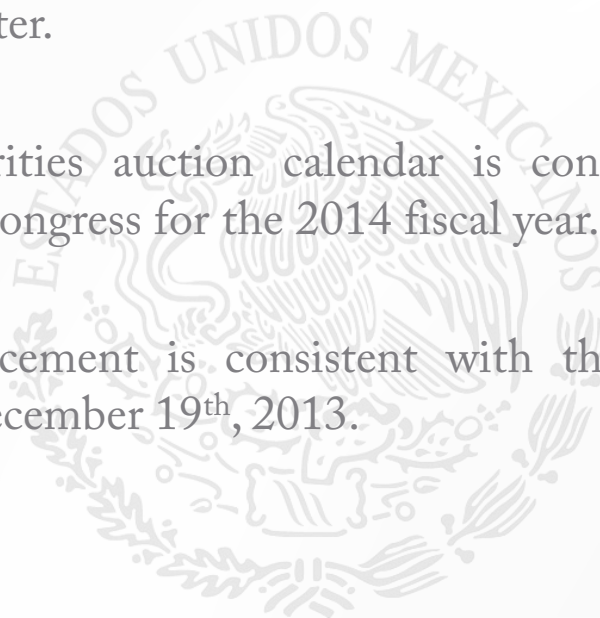 ter.
ESTADOS UNIDOS MEXICANOS
rities auction calendar is con
ongress for the 2014 fiscal year.
cement is consistent with th
ecember 19th, 2013.